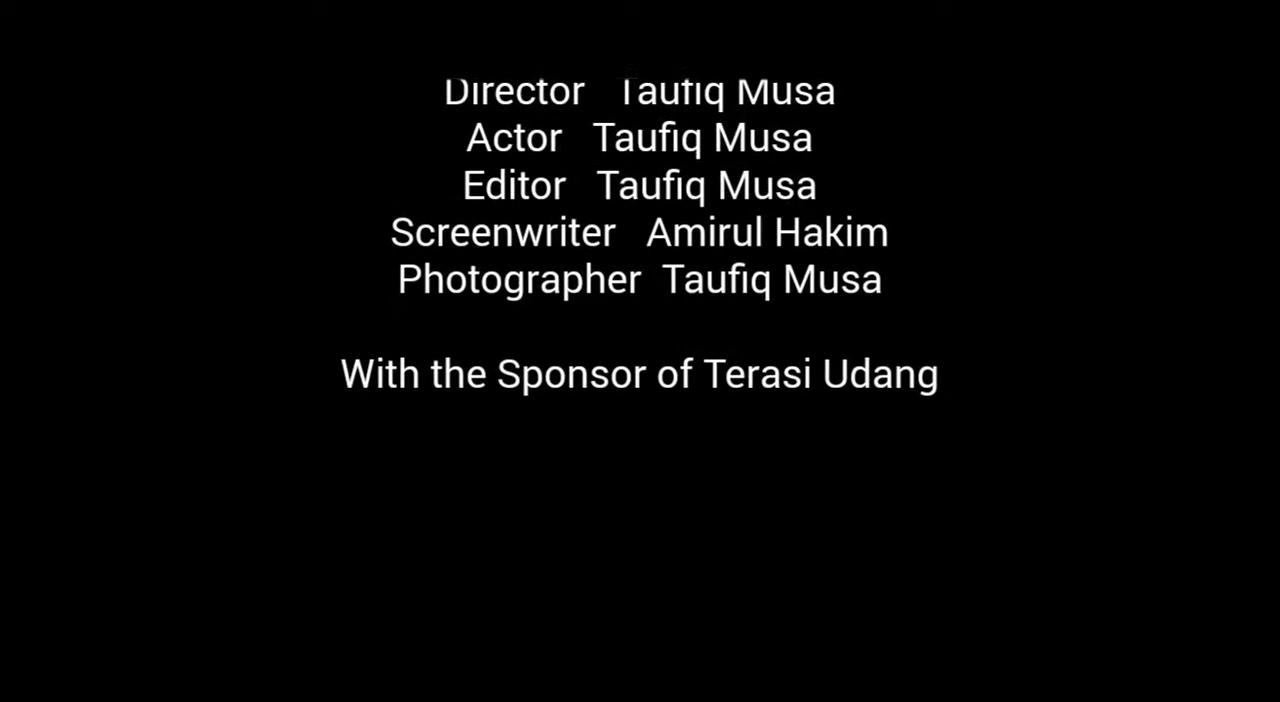 Director Taufiq Musa
Actor Taufiq Musa
Editor Taufiq Musa
Screenwriter Amirul Hakim
Photographer Taufiq Musa
With the Sponsor of Terasi Udang